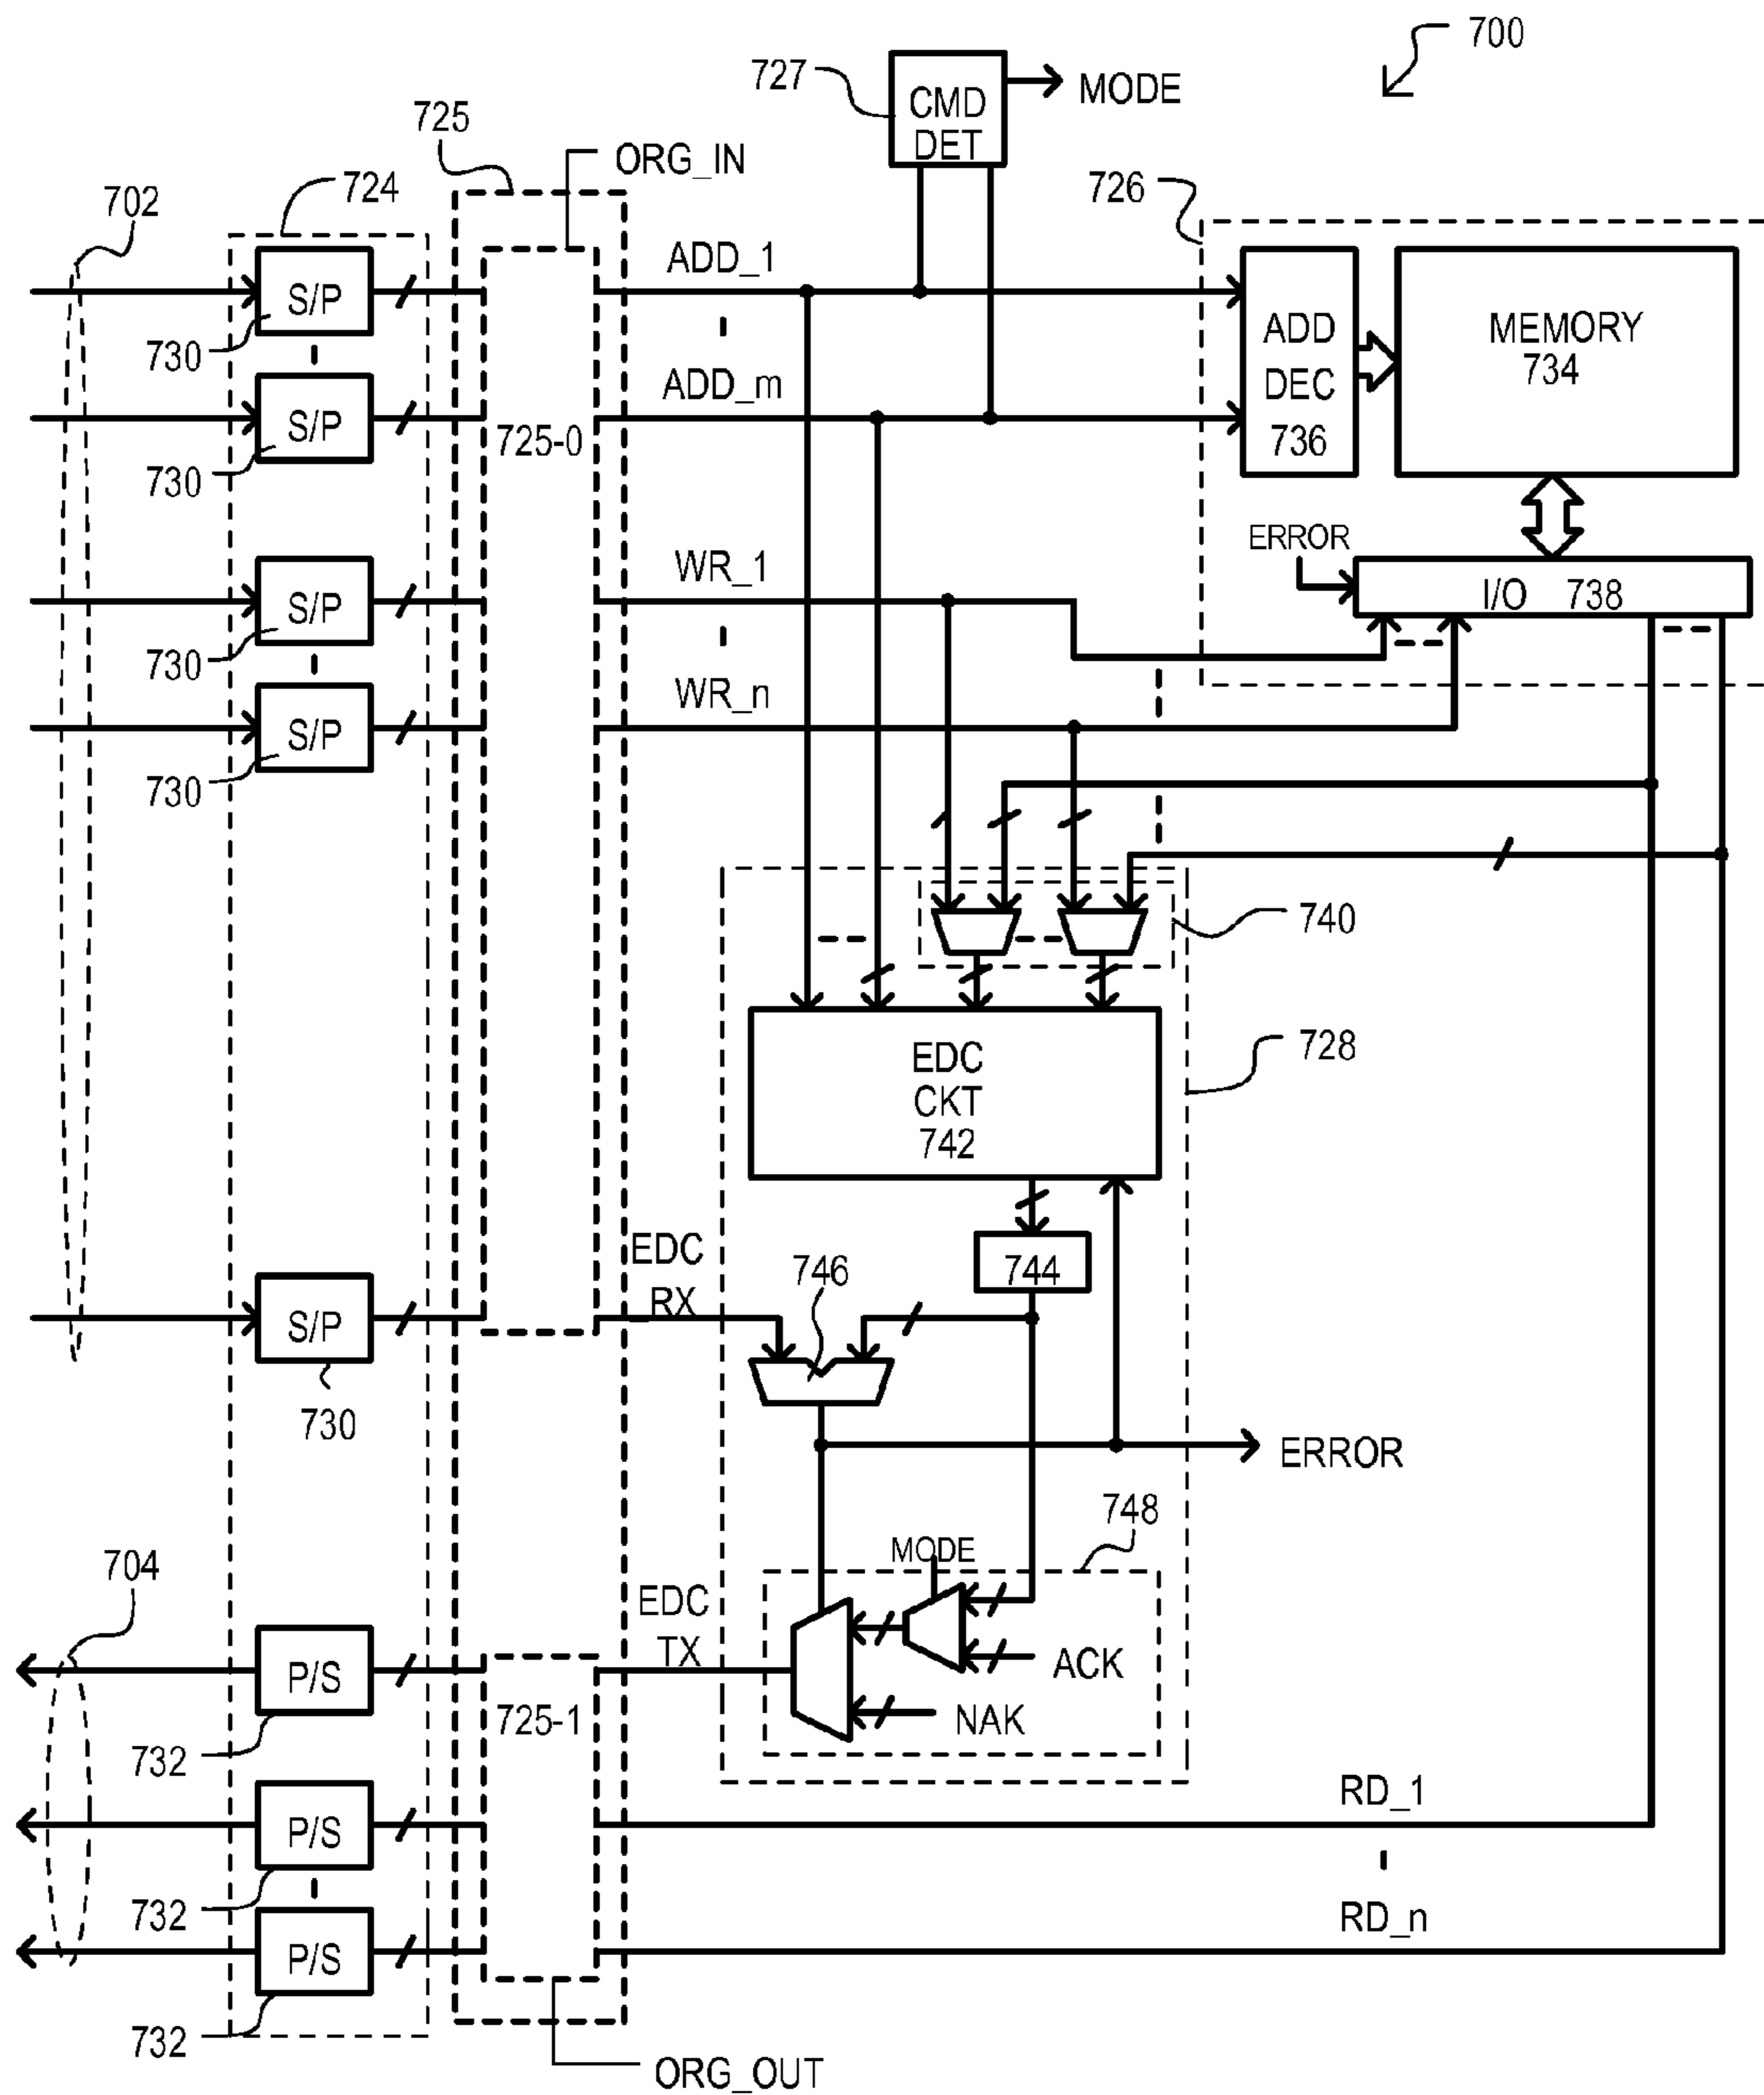 700
727
CMD
DET
MODE
725
ORG_IN
724
702
726
ADD_1
S/P
730
ADD
DEC
736
MEMORY
734
ADD_m
S/P
730
725-0
ERROR
I/O 738
WR_1
S/P
730
WR_n
S/P
730
740
EDC
CKT
742
728
744
EDC
RX
746
S/P
730
ERROR
748
MODE
704
EDC
TX
P/S
732
725-1
ACK
NAK
RD_1
P/S
732
RD_n
P/S
732
ORG_OUT